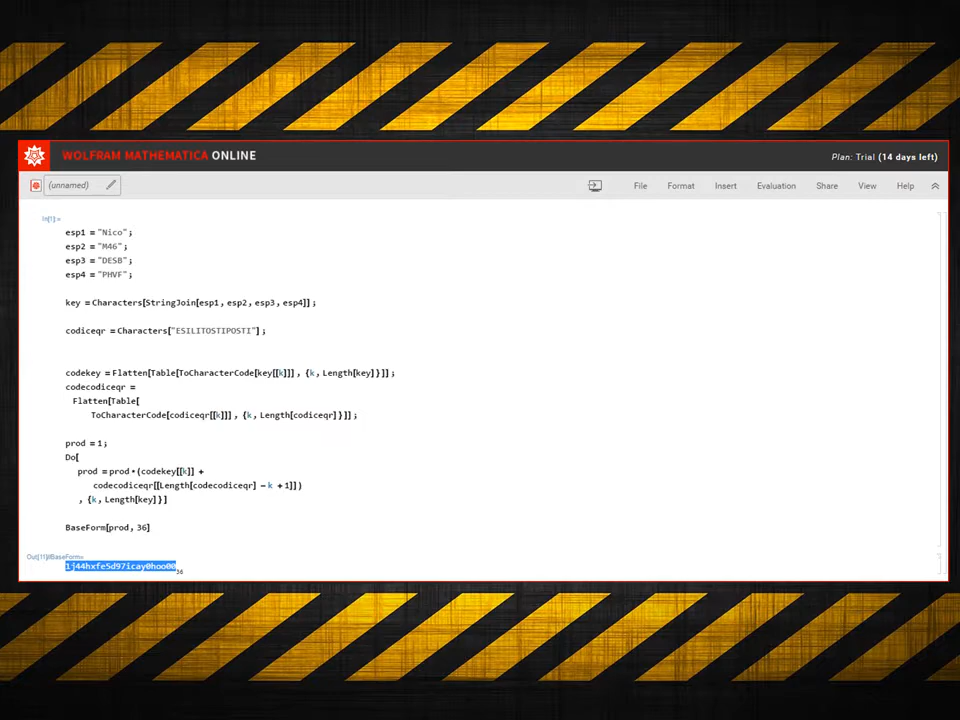 WOLFRAM MATHEMATICA ONLINE
Plan: Trial (14 days left)
(unnamed)
File Format Insert Evaluation Share View Help
In[1]:=
esp1 = "Nico";
esp2 = "M46";
esp3 = "DESB";
esp4 = "PHVF";
key = Characters[StringJoin[esp1, esp2, esp3, esp4]];
codiceqr = Characters["ESILITOSTIPOSTI"];
codekey = Flatten[Table[ToCharacterCode[key[[k]]], {k, Length[key]}]];
codecodiceqr =
Flatten[Table[
ToCharacterCode[codiceqr[[k]]], {k, Length[codiceqr]}]];
prod = 1;
Do[
prod = prod * (codekey[[k]] +
codecodiceqr[[Length[codecodiceqr] - k + 1]])
, {k, Length[key]}]
BaseForm[prod, 36]
Out[11]//BaseForm=
1j44hxfe5d97icay0hoo00
36